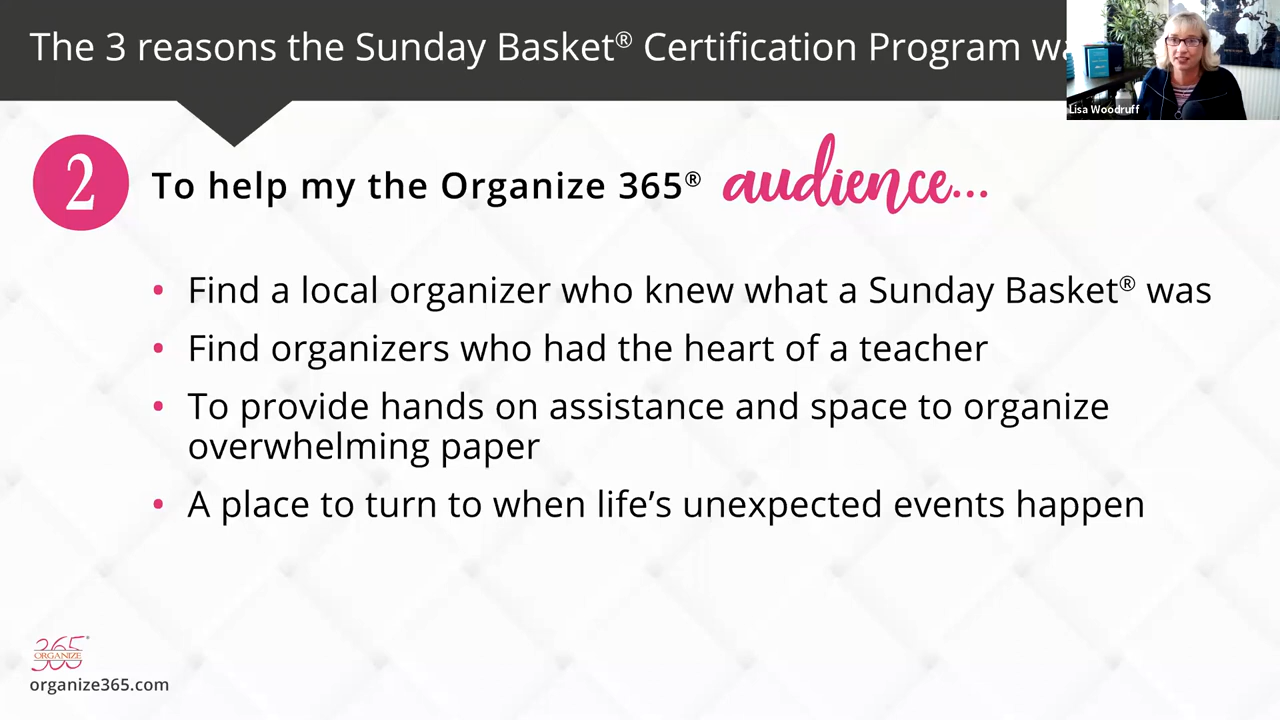 The 3 reasons the Sunday Basket® Certification Program
Lisa Woodruff
2
To help my the Organize 365® audience...
• Find a local organizer who knew what a Sunday Basket® was
• Find organizers who had the heart of a teacher
• To provide hands on assistance and space to organize
overwhelming paper
• A place to turn to when life’s unexpected events happen
365®
ORGANIZE
organize365.com